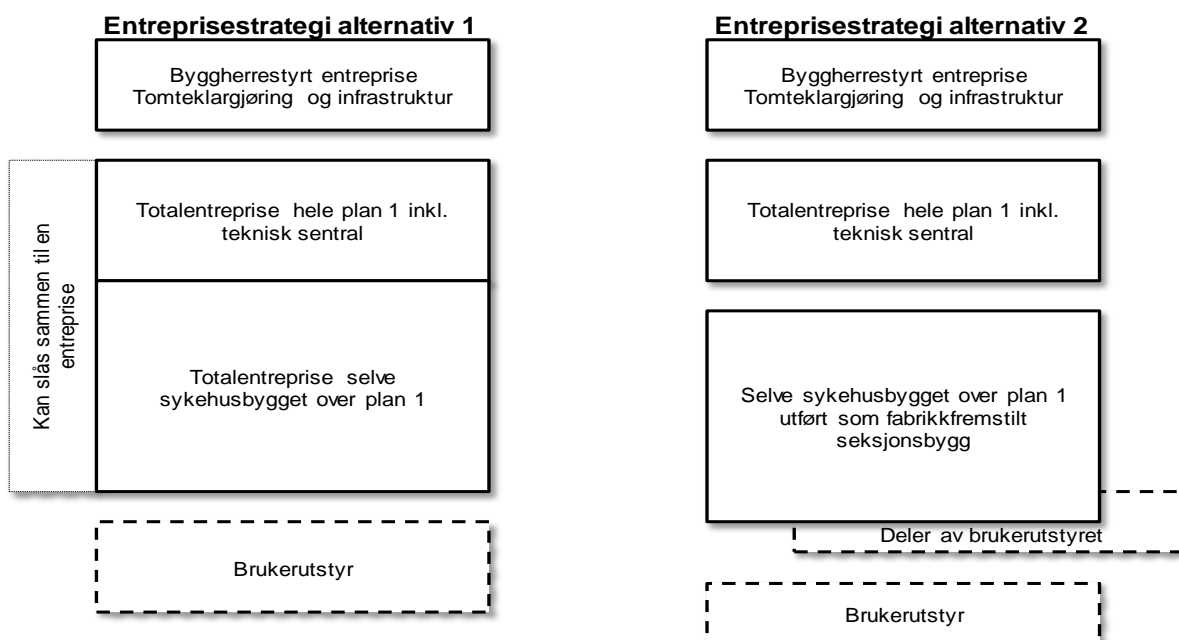 Entreprisestrategi alternativ 1
Byggherrestyrt entreprise
Tomteklargjøring og infrastruktur
Kan slås sammen til en
entreprise
Totalentreprise hele plan 1 inkl.
teknisk sentral
Totalentreprise selve
sykehusbygget over plan 1
Brukerutstyr
Entreprisestrategi alternativ 2
Byggherrestyrt entreprise
Tomteklargjøring og infrastruktur
Totalentreprise hele plan 1 inkl.
teknisk sentral
Selve sykehusbygget over plan 1
utført som fabrikkfremstilt
seksjonsbygg
Deler av brukerutstyret
Brukerutstyr